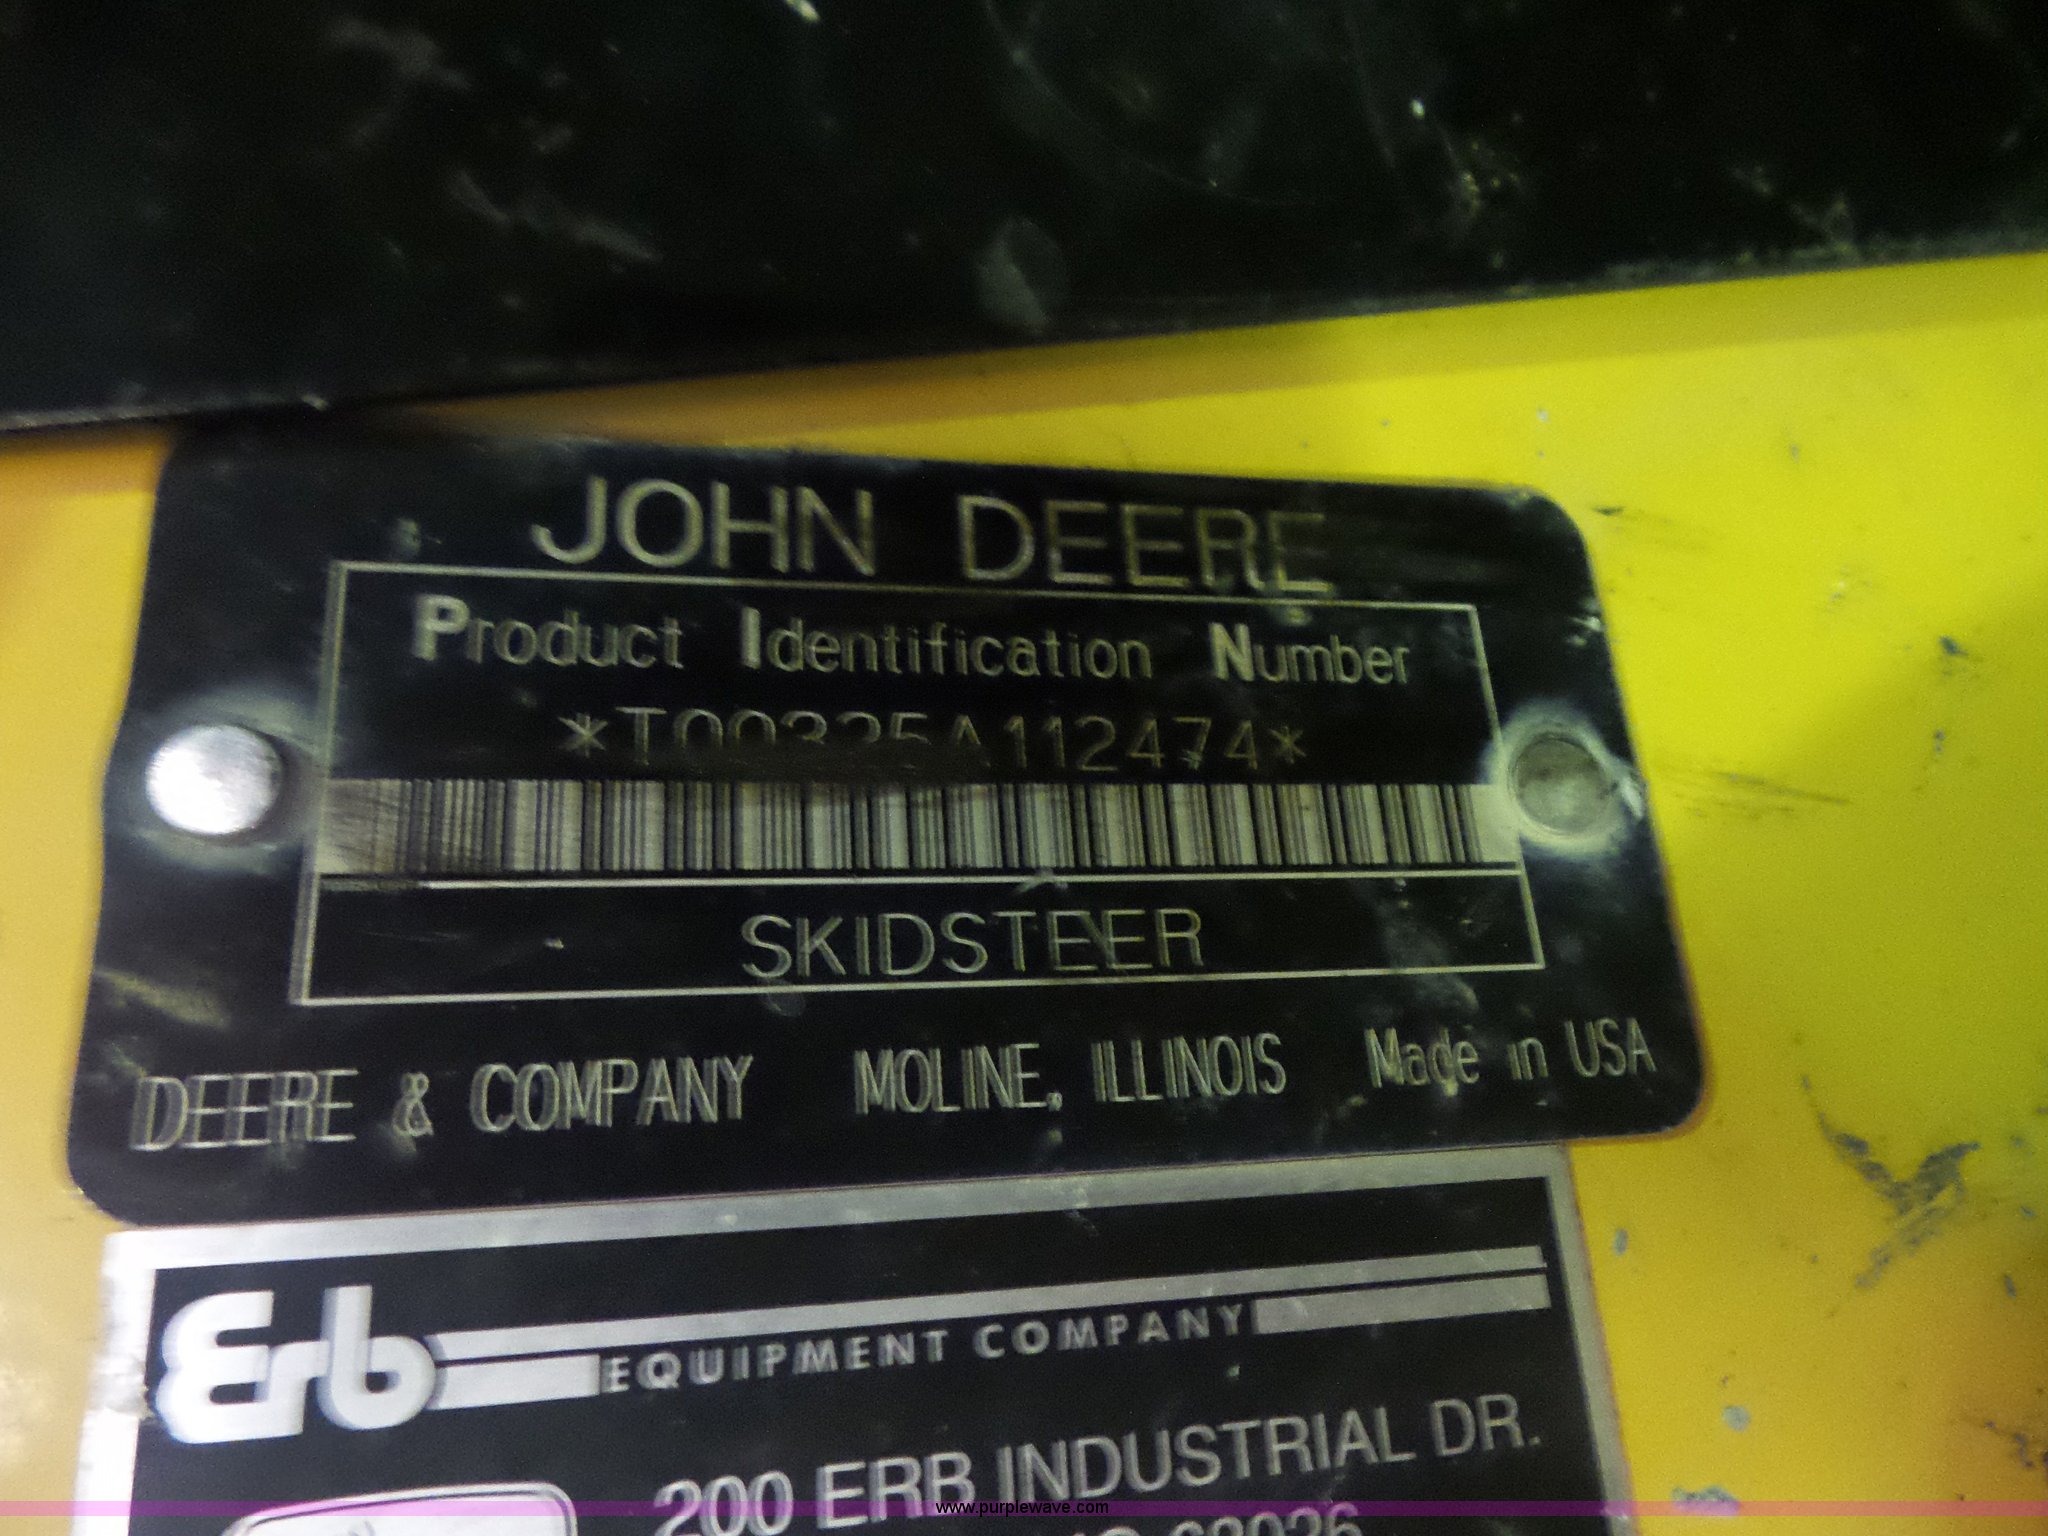 JOHN DEERE
Product Identification Number
*T00325A112474*
SKIDSTEER
DEERE & COMPANY MOLINE, ILLINOIS Made in USA
Erb EQUIPMENT COMPANY
200 ERB INDUSTRIAL DR.
63026
www.purplewave.com